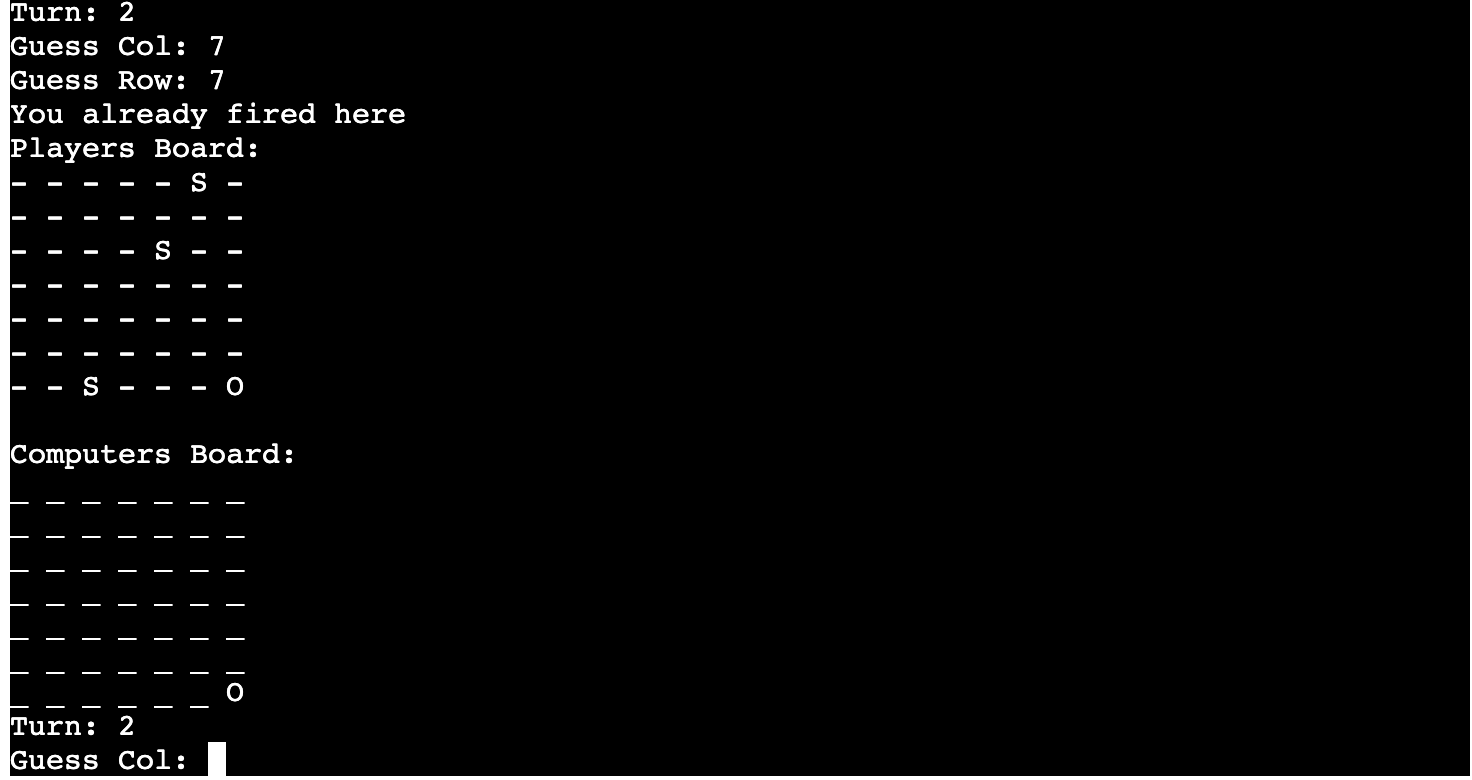 Turn: 2
Guess Col: 7
Guess Row: 7
You already fired here
Players Board:
- - - - - S -
- - - - - - -
- - - - S - -
- - - - - - -
- - - - - - -
- - - - - - -
- - S - - - O
Computers Board:
_ _ _ _ _ _ _
_ _ _ _ _ _ _
_ _ _ _ _ _ _
_ _ _ _ _ _ _
_ _ _ _ _ _ _
_ _ _ _ _ _ _
_ _ _ _ _ _ O
Turn: 2
Guess Col: